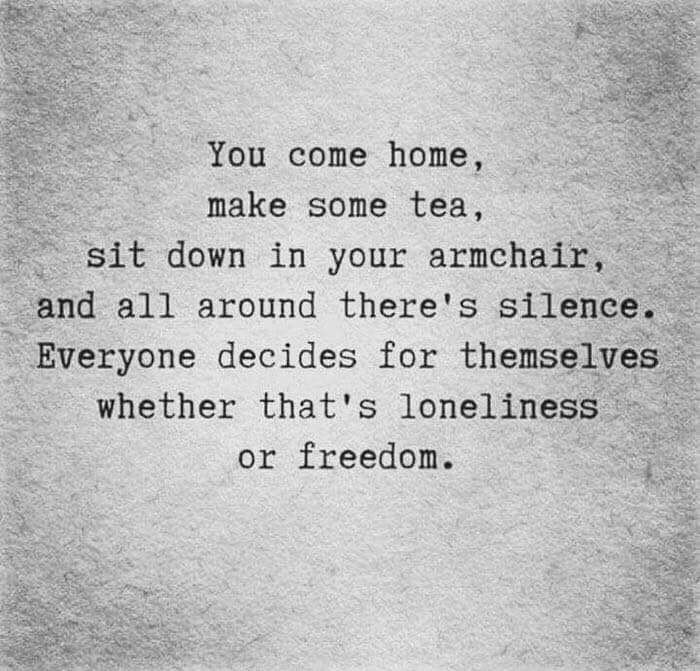 You come home,
make some tea,
sit down in your armchair,
and all around there's silence.
Everyone decides for themselves
whether that's loneliness
or freedom.